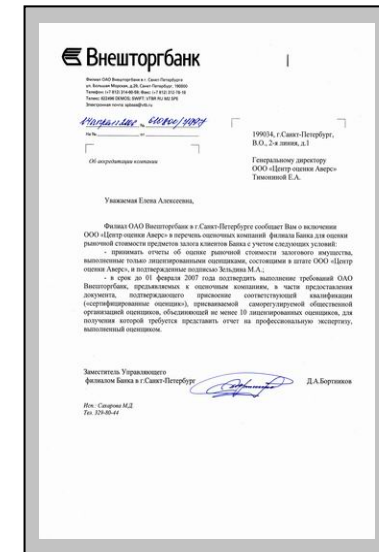 Внешторгбанк
Филиал ОАО Внешторгбанк в г. Санкт-Петербурге
ул. Большая Морская, д.29, Санкт-Петербург, 190000
199034, г.Санкт-Петербург,
В.О., 2-я линия, д.1
Об аккредитации компании
Генеральному директору
ООО «Центр оценки Аверс»
Тимониной Е.А.
Уважаемая Елена Алексеевна,
Филиал ОАО Внешторгбанк в г.Санкт-Петербурге сообщает Вам о включении
ООО «Центр оценки Аверс» в перечень оценочных компаний филиала Банка для оценки
рыночной стоимости предметов залога клиентов Банка с учетом следующих условий:
- принимать отчеты об оценке рыночной стоимости залогового имущества,
выполненные только лицензированными оценщиками, состоящими в штате ООО «Центр
оценки Аверс», и подтвержденные подписью Зельдина М.А.;
- в срок до 01 февраля 2007 года подтвердить выполнение требований ОАО
Внешторгбанк, предъявляемых к оценочным компаниям, в части предоставления
документа, подтверждающего присвоение соответствующей квалификации
(«сертифицированные оценщик»), присваиваемой саморегулируемой общественной
организацией оценщиков, объединяющей не менее 10 лицензированных оценщиков, для
получения которой требуется представить отчет на профессиональную экспертизу,
выполненный оценщиком.
Заместитель Управляющего
филиалом Банка в г.Санкт-Петербург
Д.А.Бортников
Исп.: Сахарова М.Д
Тел. 329-80-44